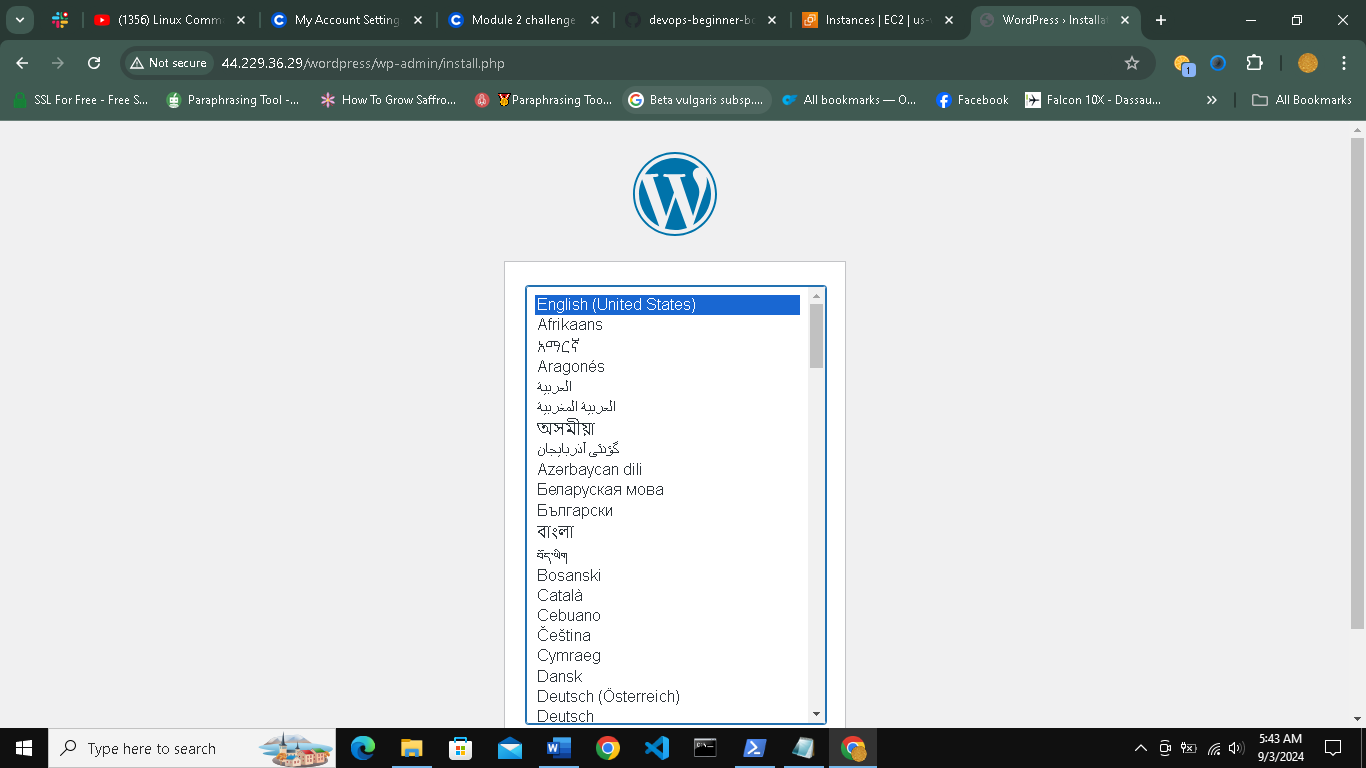 (1356) Linux Comma
My Account Setting
Module 2 challenge
devops-beginner-bo
Instances | EC2 | us-
WordPress › Installa
Not secure
44.229.36.29/wordpress/wp-admin/install.php
1
SSL For Free - Free S...
Paraphrasing Tool -...
How To Grow Saffro...
Paraphrasing Too...
Beta vulgaris subsp....
All bookmarks — O...
Facebook
Falcon 10X - Dassau...
All Bookmarks
English (United States)
Afrikaans
አማርኛ
Aragonés
العربية
العربية المغربية
অসমীয়া
گؤنئی آذربایجان
Azərbaycan dili
Беларуская мова
Български
বাংলা
བོད་ཡིག
Bosanski
Català
Cebuano
Čeština
Cymraeg
Dansk
Deutsch (Österreich)
Deutsch
Type here to search
5:43 AM
9/3/2024